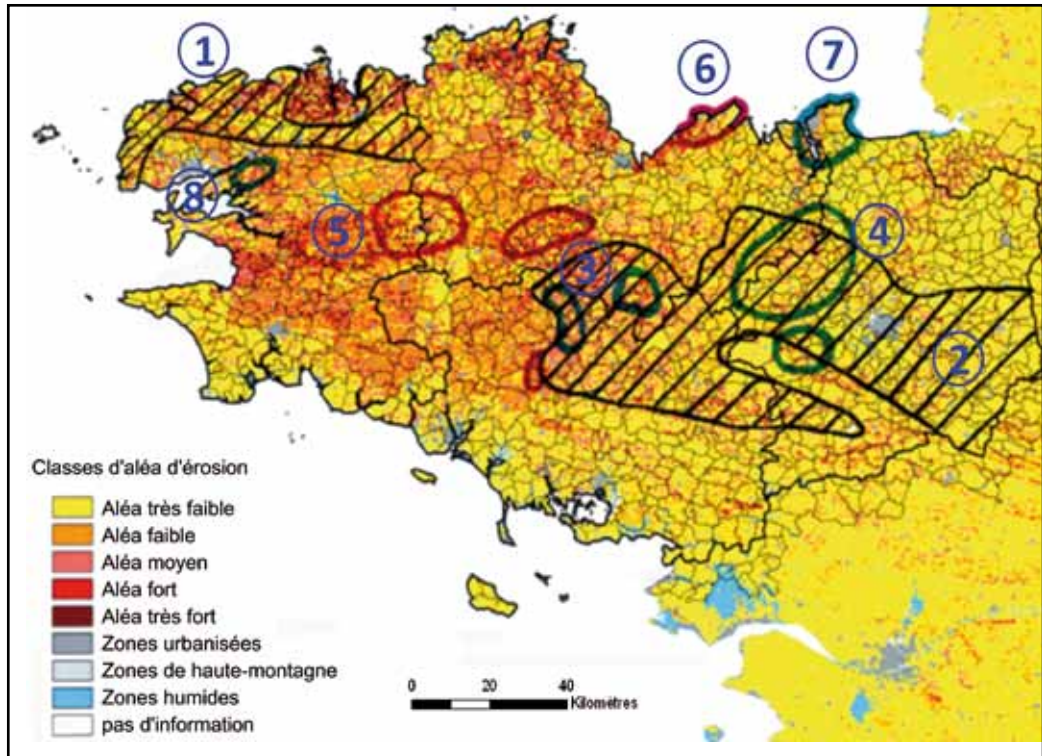 1
6
7
8
5
3
4
2
Classes d'aléa d'érosion
Aléa très faible
Aléa faible
Aléa moyen
Aléa fort
Aléa très fort
Zones urbanisées
Zones de haute-montagne
Zones humides
pas d'information
0 20 40
Kilomètres